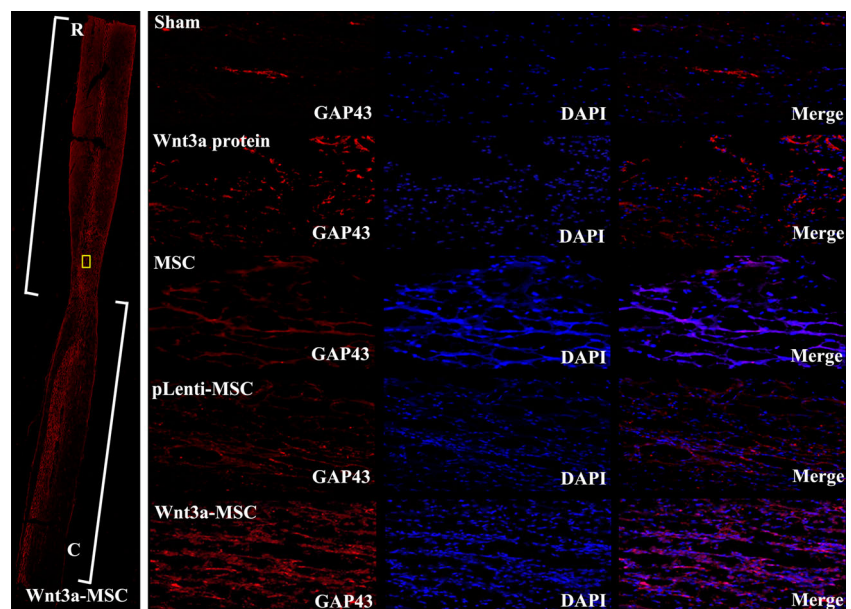 R
C
Wnt3a-MSC
Sham
GAP43
DAPI
Merge
Wnt3a protein
GAP43
DAPI
Merge
MSC
GAP43
DAPI
Merge
pLenti-MSC
GAP43
DAPI
Merge
Wnt3a-MSC
GAP43
DAPI
Merge